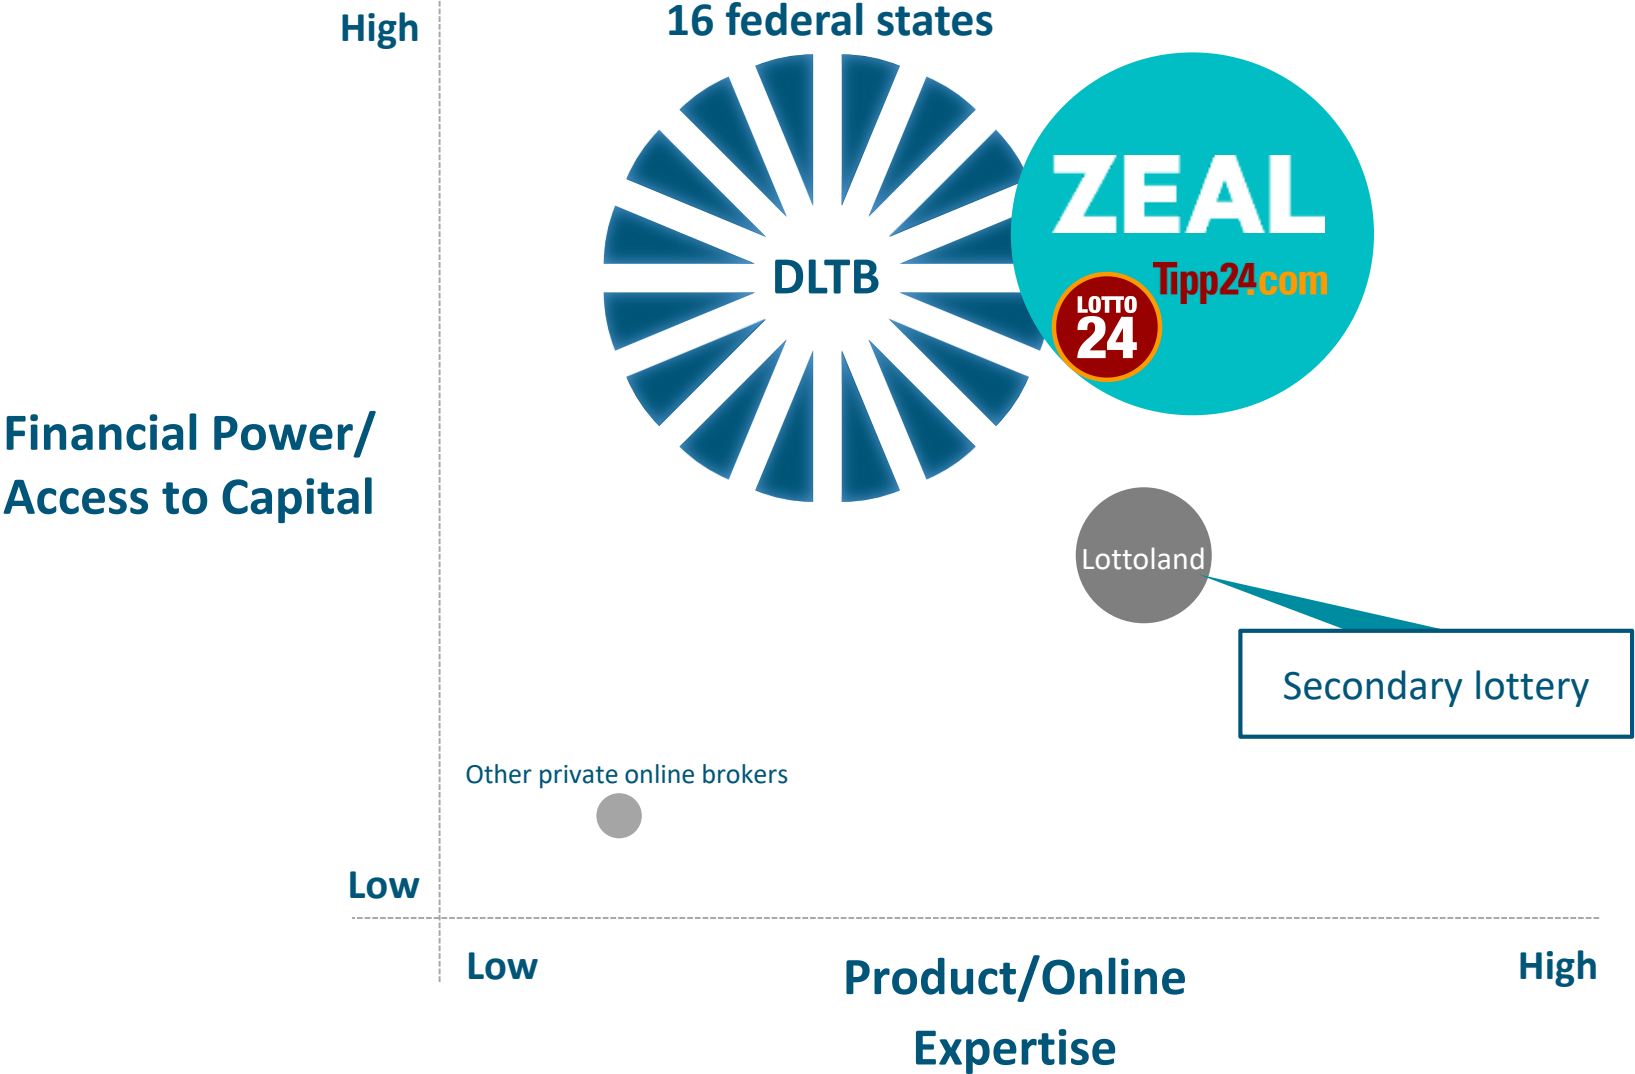 High
16 federal states
DLTB
ZEAL
Tipp24.com
LOTTO
24
Financial Power/
Access to Capital
Lottoland
Secondary lottery
Other private online brokers
Low
Low
High
Product/Online
Expertise